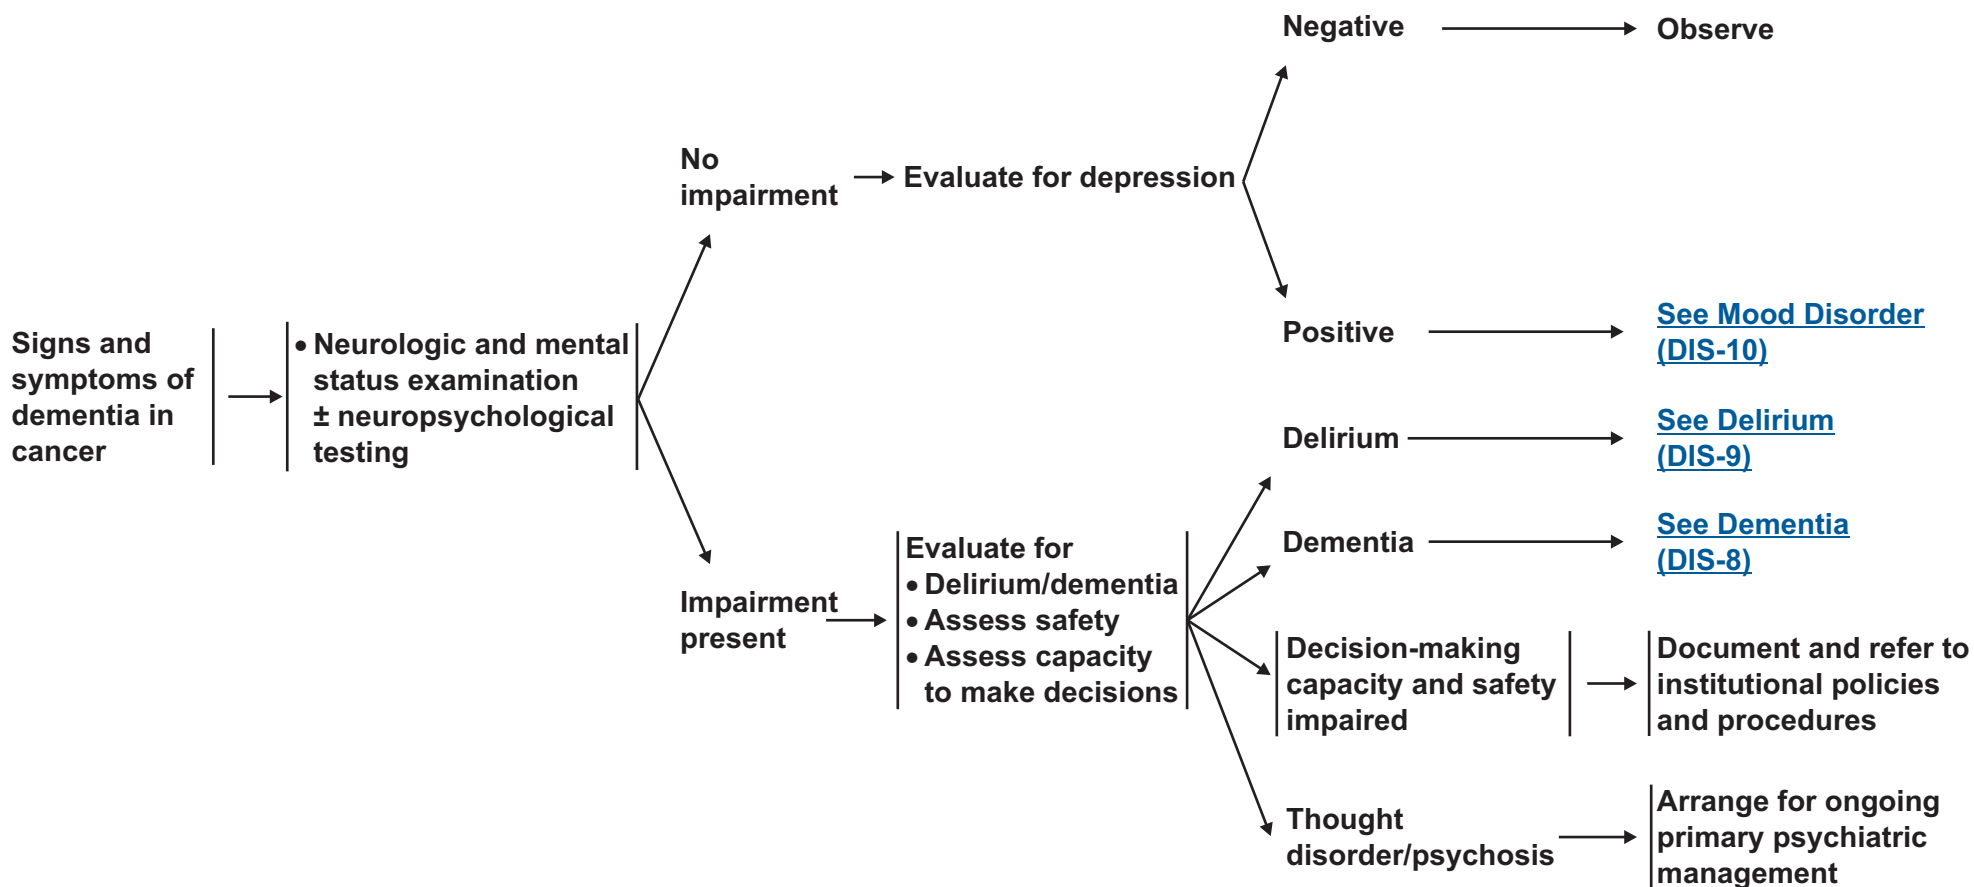 Signs and
symptoms of
dementia in
cancer
• Neurologic and mental
status examination
± neuropsychological
testing
No
impairment
Evaluate for depression
Negative
Observe
Positive
See Mood Disorder
(DIS-10)
Impairment
present
Evaluate for
• Delirium/dementia
• Assess safety
• Assess capacity
to make decisions
Delirium
See Delirium
(DIS-9)
Dementia
See Dementia
(DIS-8)
Decision-making
capacity and safety
impaired
Document and refer to
institutional policies
and procedures
Thought
disorder/psychosis
Arrange for ongoing
primary psychiatric
management